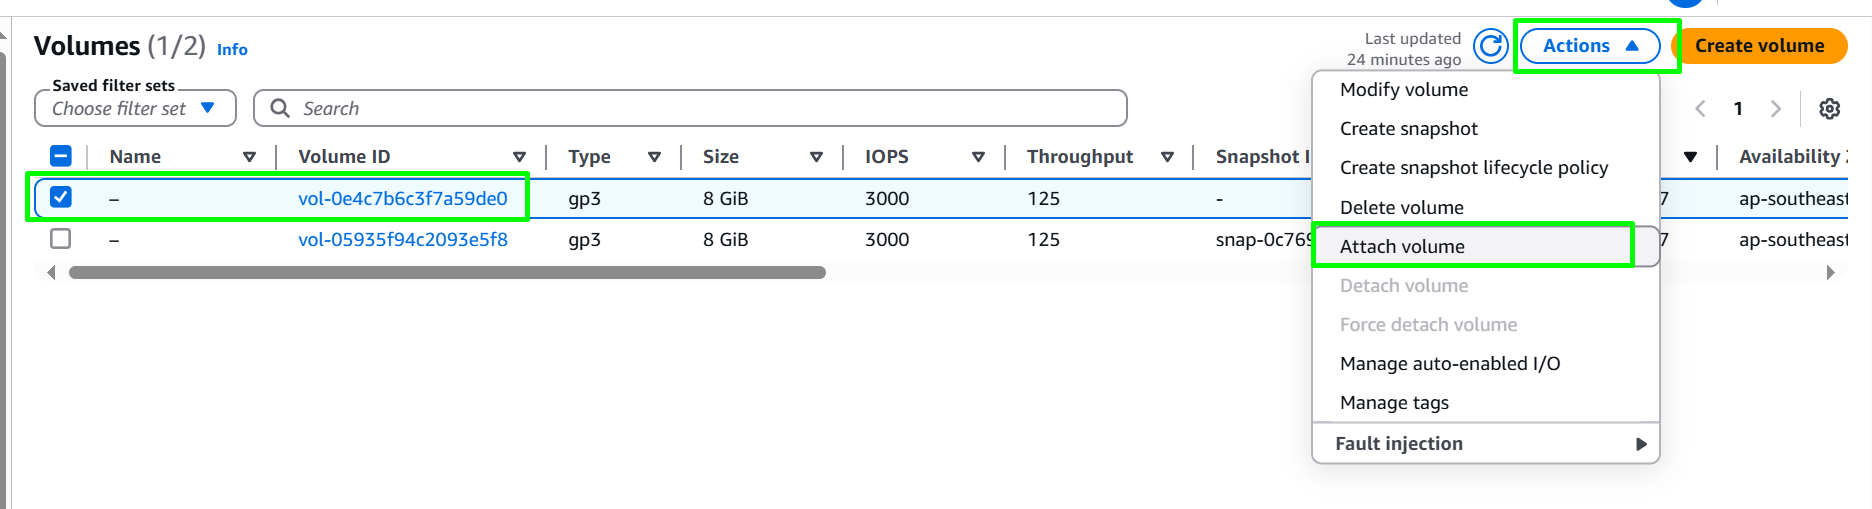 Volumes (1/2) Info
Last updated
24 minutes ago
Actions
Create volume
Saved filter sets
Choose filter set
Search
1
Name Volume ID Type Size IOPS Throughput Snapshot Availability
– vol-0e4c7b6c3f7a59de0 gp3 8 GiB 3000 125 - 7 ap-southeast
– vol-05935f94c2093e5f8 gp3 8 GiB 3000 125 snap-0c769 7 ap-southeast
Modify volume
Create snapshot
Create snapshot lifecycle policy
Delete volume
Attach volume
Detach volume
Force detach volume
Manage auto-enabled I/O
Manage tags
Fault injection